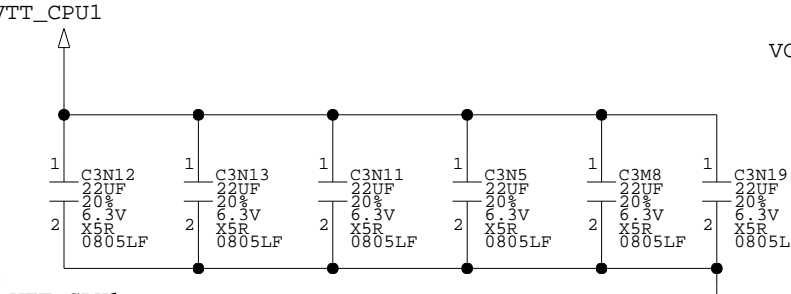 VTT_CPU1
1
C3N12
22UF
20%
6.3V
X5R
0805LF
2
1
C3N13
22UF
20%
6.3V
X5R
0805LF
2
1
C3N11
22UF
20%
6.3V
X5R
0805LF
2
1
C3N5
22UF
20%
6.3V
X5R
0805LF
2
1
C3M8
22UF
20%
6.3V
X5R
0805LF
2
1
C3N19
22UF
20%
6.3V
X5R
0805L
2